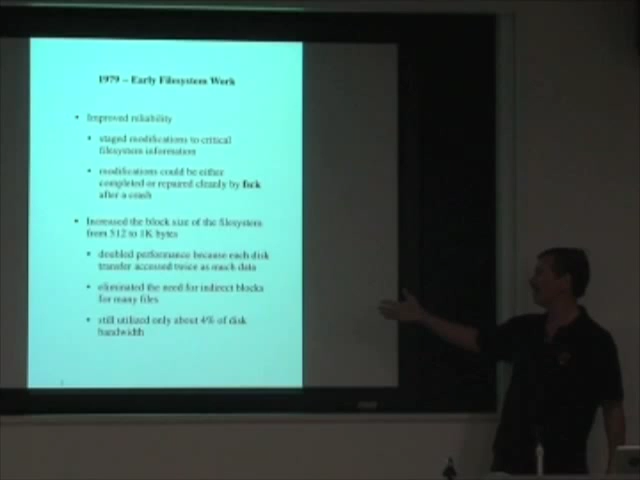 1979 – Early Filesystem Work
• Improved reliability
• staged modifications to critical
filesystem information
• modifications could be either
completed or repaired cleanly by fsck
after a crash
• Increased the block size of the filesystem
from 512 to 1K bytes
• doubled performance because each disk
transfer accessed twice as much data
• eliminated the need for indirect blocks
for many files
• still utilized only about 4% of disk
bandwidth